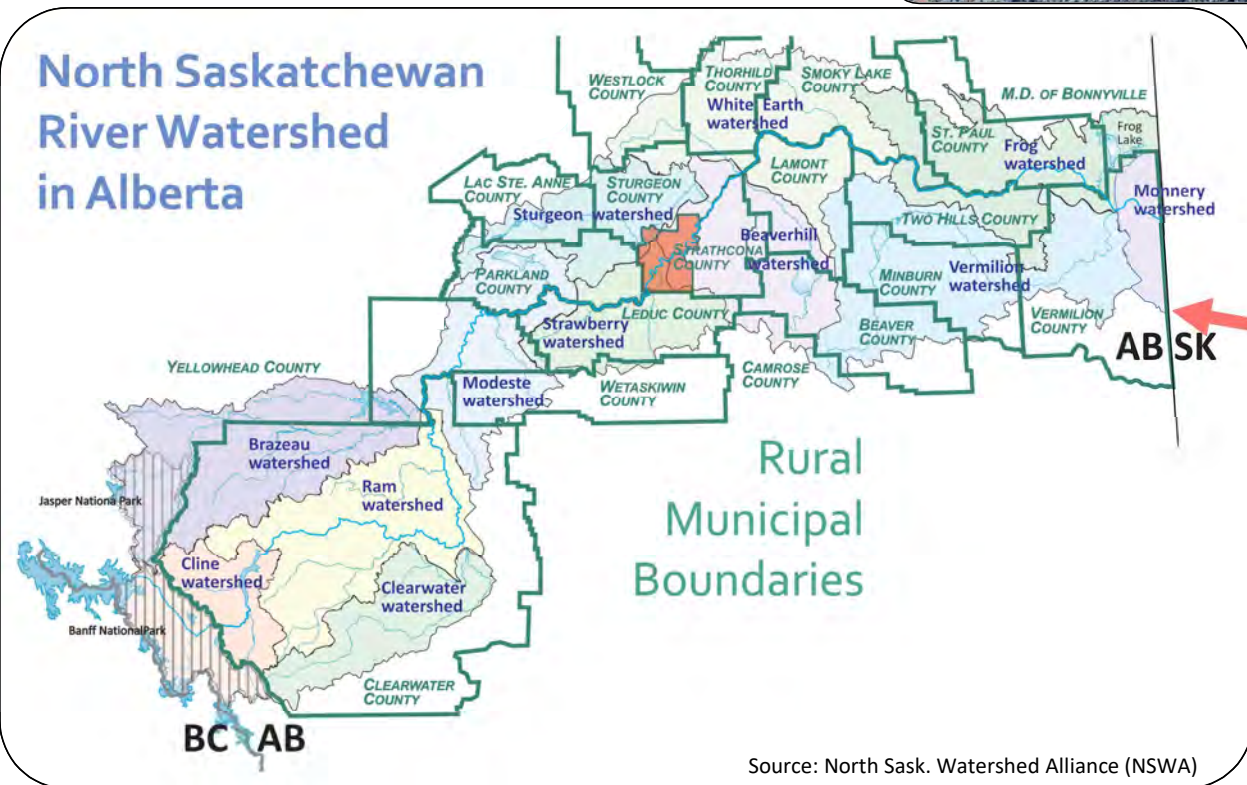 North Saskatchewan
River Watershed
in Alberta
WESTLOCK
COUNTY
THORHILD
COUNTY
SMOKY LAKE
COUNTY
M.D. OF BONNYVILLE
White Earth
watershed
ST. PAUL
COUNTY
Frog
watershed
Frog
Lake
LAC STE. ANNE
COUNTY
STURGEON
COUNTY
Sturgeon watershed
LAMONT
COUNTY
Monnery
watershed
TWO HILLS COUNTY
Beaverhill
watershed
STRATHCONA
COUNTY
PARKLAND
COUNTY
MINBURN
COUNTY
Vermilion
watershed
LEDUC COUNTY
Strawberry
watershed
BEAVER
COUNTY
VERMILION
COUNTY
AB SK
YELLOWHEAD COUNTY
Modeste
watershed
WETASKIWIN
COUNTY
CAMROSE
COUNTY
Brazeau
watershed
Ram
watershed
Rural
Municipal
Boundaries
Jasper National Park
Cline
watershed
Clearwater
watershed
Banff NationalPark
CLEARWATER
COUNTY
BC AB
Source: North Sask. Watershed Alliance (NSWA)